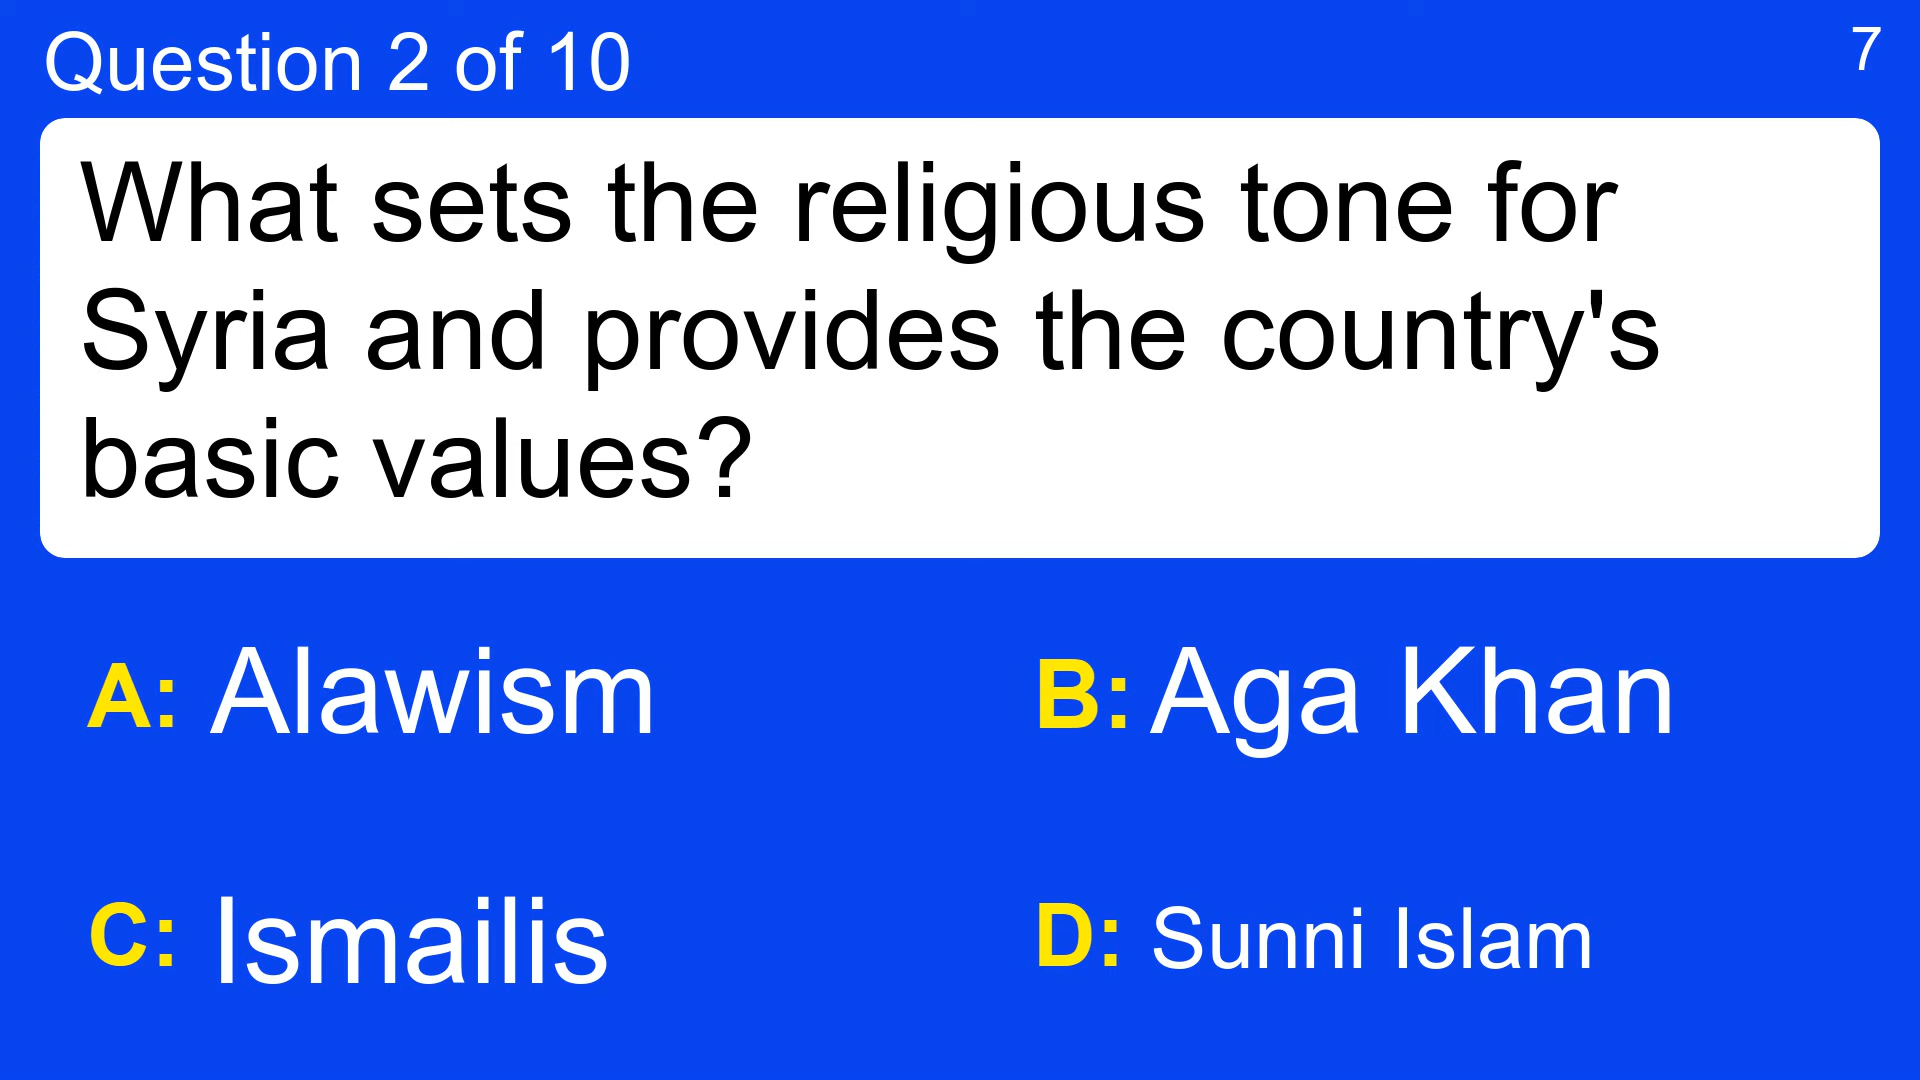 Question 2 of 10
7
What sets the religious tone for
Syria and provides the country's
basic values?
A: Alawism
B: Aga Khan
C: Ismailis
D: Sunni Islam